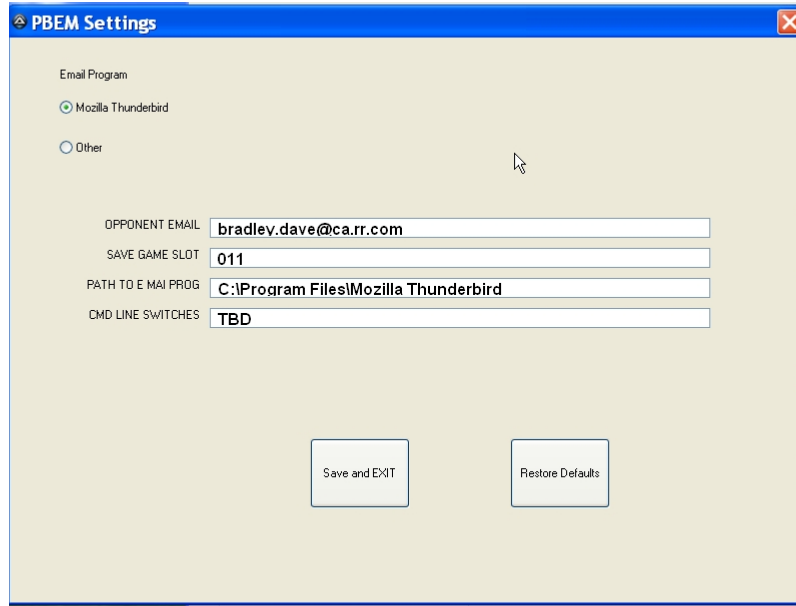 PBEM Settings
Email Program
Mozilla Thunderbird
Other
OPPONENT EMAIL bradley.dave@ca.rr.com
SAVE GAME SLOT 011
PATH TO E MAI PROG C:\Program Files\Mozilla Thunderbird
CMD LINE SWITCHES TBD
Save and EXIT Restore Defaults